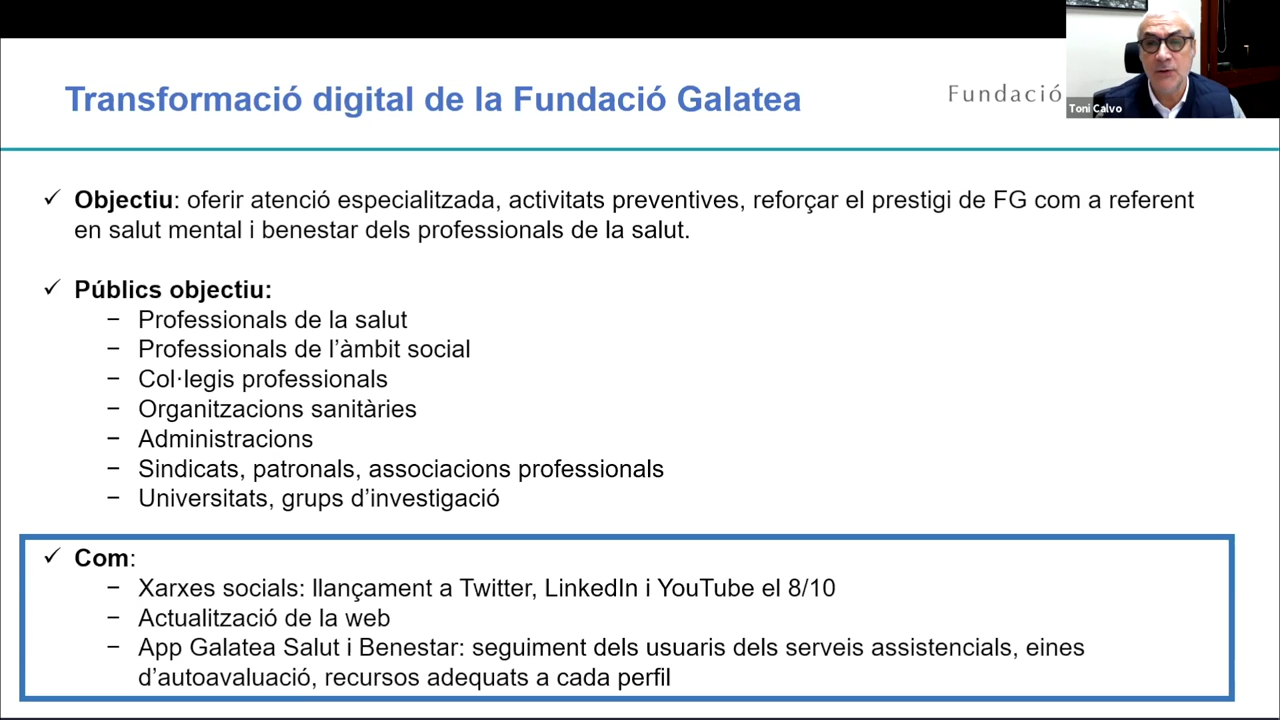 Transformació digital de la Fundació Galatea
Fundació
Toni Calvo
✓ Objectiu: oferir atenció especialitzada, activitats preventives, reforçar el prestigi de FG com a referent
en salut mental i benestar dels professionals de la salut.
✓ Públics objectiu:
− Professionals de la salut
− Professionals de l’àmbit social
− Col·legis professionals
− Organitzacions sanitàries
− Administracions
− Sindicats, patronals, associacions professionals
− Universitats, grups d’investigació
✓ Com:
− Xarxes socials: llançament a Twitter, LinkedIn i YouTube el 8/10
− Actualització de la web
− App Galatea Salut i Benestar: seguiment dels usuaris dels serveis assistencials, eines
d’autoavaluació, recursos adequats a cada perfil